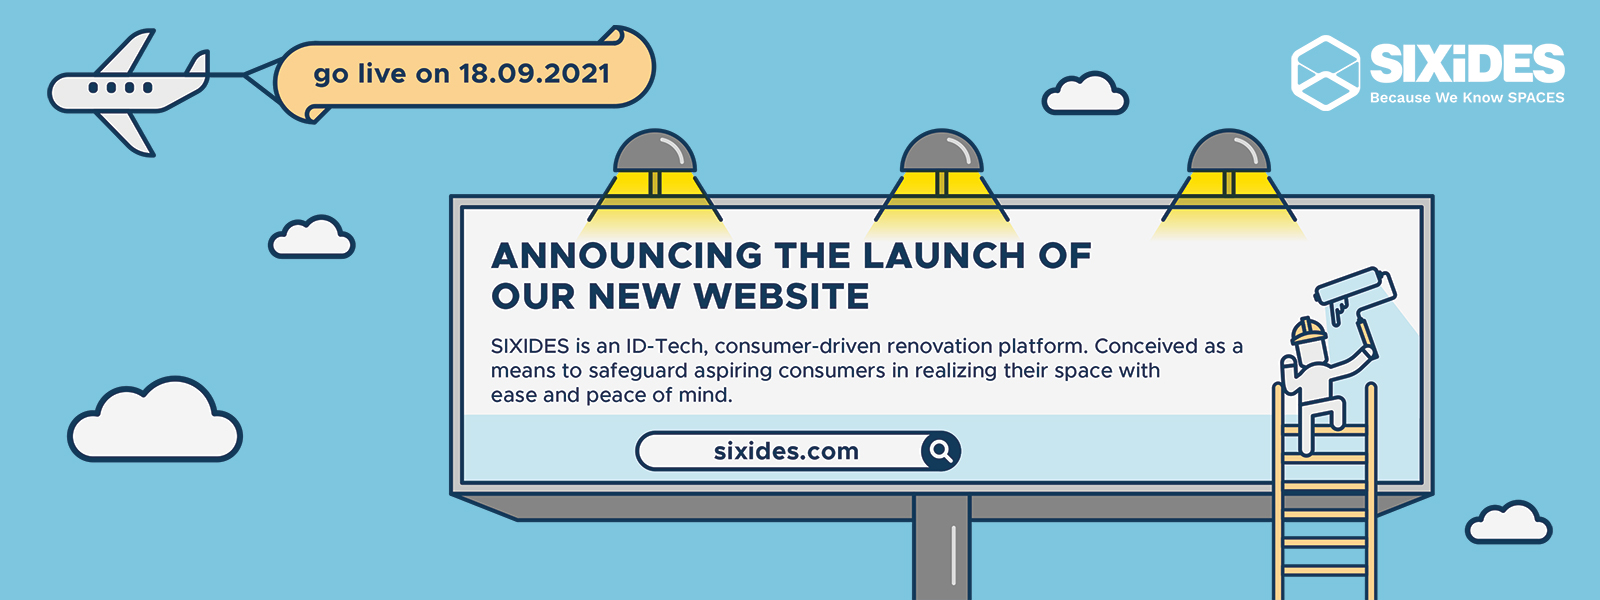 go live on 18.09.2021
SIXiDES
Because We Know SPACES
ANNOUNCING THE LAUNCH OF
OUR NEW WEBSITE
SIXIDES is an ID-Tech, consumer-driven renovation platform. Conceived as a
means to safeguard aspiring consumers in realizing their space with
ease and peace of mind.
sixides.com